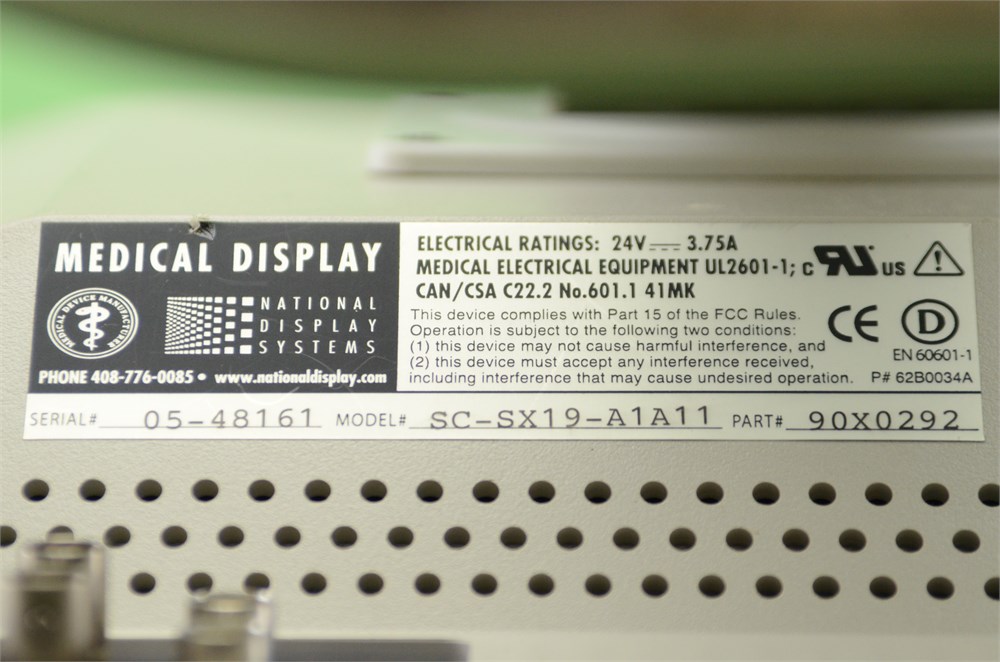 MEDICAL DISPLAY
MEDICAL DEVICE MANUFACTURER
NATIONAL
DISPLAY
SYSTEMS
PHONE 408-776-0085 • www.nationaldisplay.com
ELECTRICAL RATINGS: 24V 3.75A
MEDICAL ELECTRICAL EQUIPMENT UL2601-1;
CAN/CSA C22.2 No.601.1 41MK
C RU US
This device complies with Part 15 of the FCC Rules.
Operation is subject to the following two conditions:
(1) this device may not cause harmful interference, and
(2) this device must accept any interference received,
including interference that may cause undesired operation.
CE D
EN 60601-1
P# 62B0034A
SERIAL# 05-48161 MODEL# SC-SX19-A1A11 PART# 90X0292